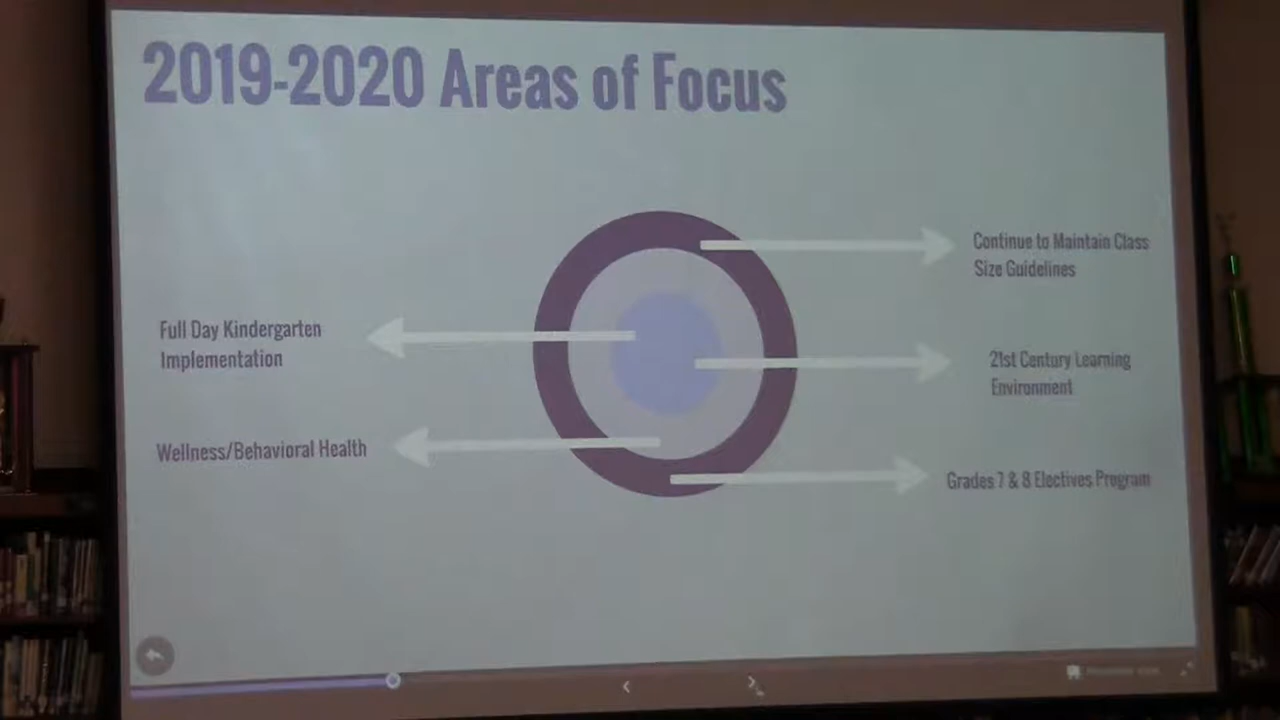 2019-2020 Areas of Focus
Continue to Maintain Class
Size Guidelines
Full Day Kindergarten
Implementation
21st Century Learning
Environment
Wellness/Behavioral Health
Grades 7 & 8 Electives Program